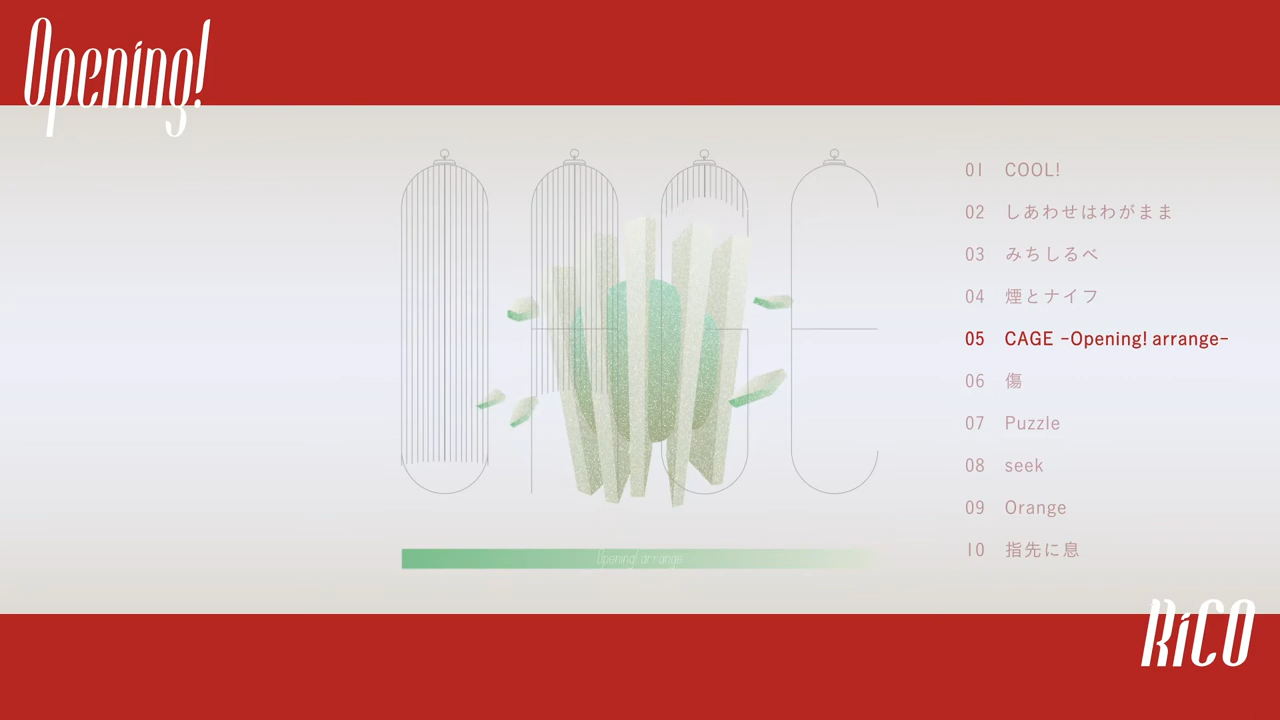 Opening!
01 COOL!
02 しあわせはわがまま
03 みちしるべ
04 煙とナイフ
05 CAGE -Opening! arrange-
06 傷
07 Puzzle
08 seek
09 Orange
10 指先に息
Opening! arrange
RiCO